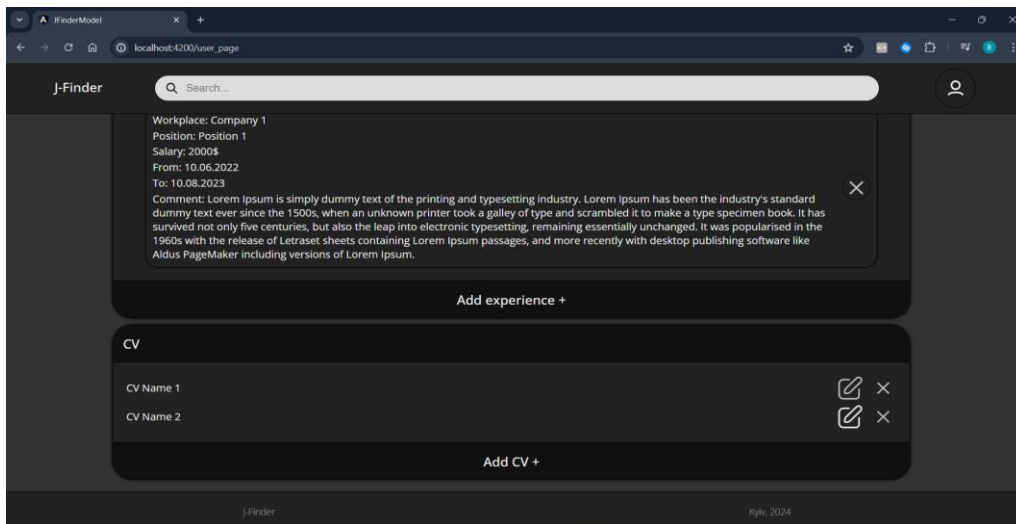 JFinderModel
localhost:4200/user_page
J-Finder
Search...
Workplace: Company 1
Position: Position 1
Salary: 2000$
From: 10.06.2022
To: 10.08.2023
Comment: Lorem Ipsum is simply dummy text of the printing and typesetting industry. Lorem Ipsum has been the industry's standard
dummy text ever since the 1500s, when an unknown printer took a galley of type and scrambled it to make a type specimen book. It has
survived not only five centuries, but also the leap into electronic typesetting, remaining essentially unchanged. It was popularised in the
1960s with the release of Letraset sheets containing Lorem Ipsum passages, and more recently with desktop publishing software like
Aldus PageMaker including versions of Lorem Ipsum.
Add experience +
CV
CV Name 1
CV Name 2
Add CV +
J-Finder
Kyiv, 2024